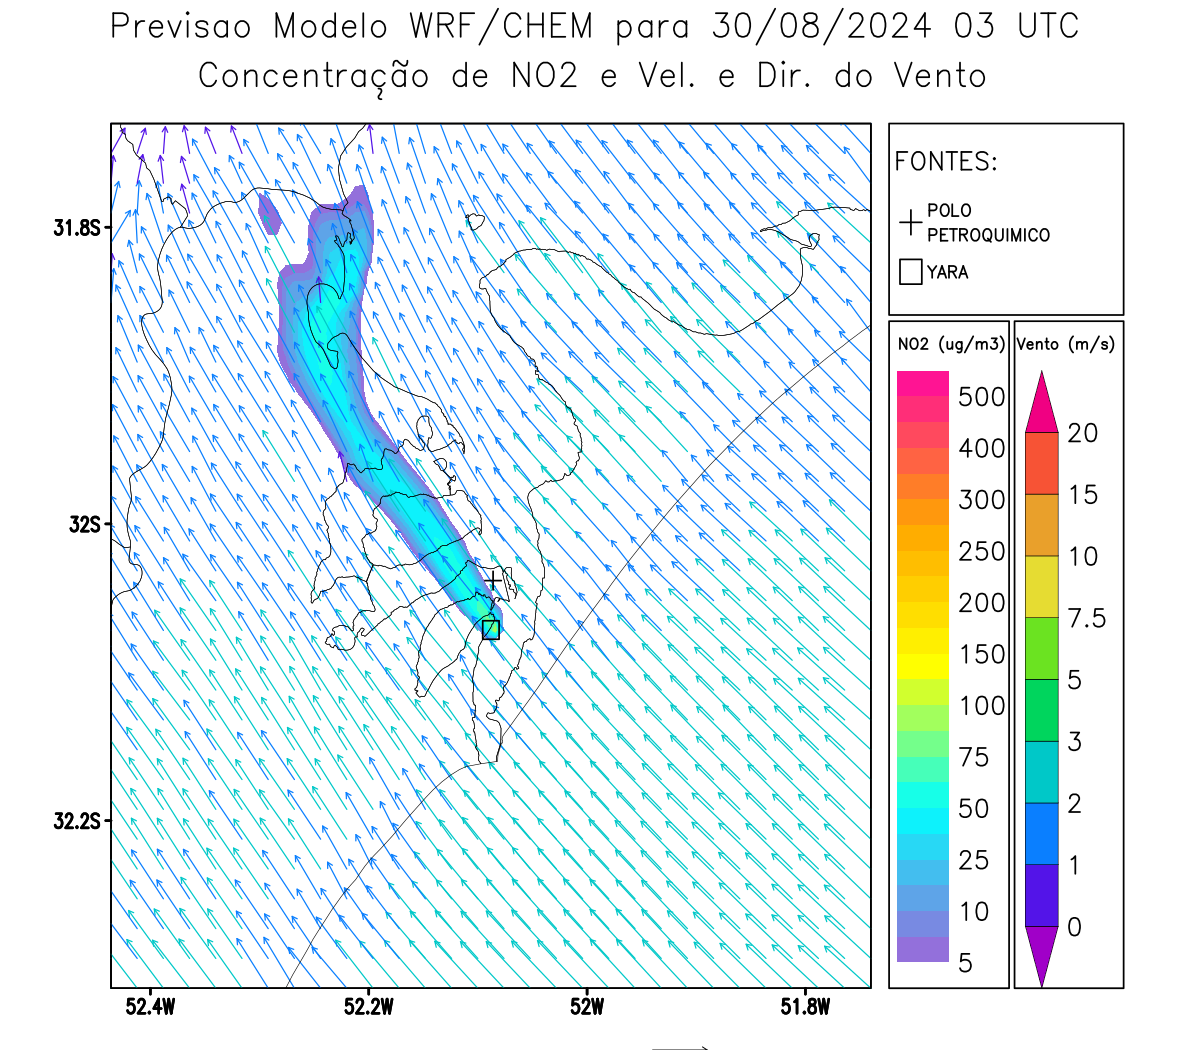 Previsao Modelo WRF/CHEM para 30/08/2024 03 UTC
Concentração de NO2 e Vel. e Dir. do Vento
FONTES:
POLO
PETROQUIMICO
YARA
NO2 (ug/m3)
500
400
300
250
200
150
100
75
50
25
10
5
Vento (m/s)
20
15
10
7.5
5
3
2
1
0
31.8S
32S
32.2S
52.4W
52.2W
52W
51.8W